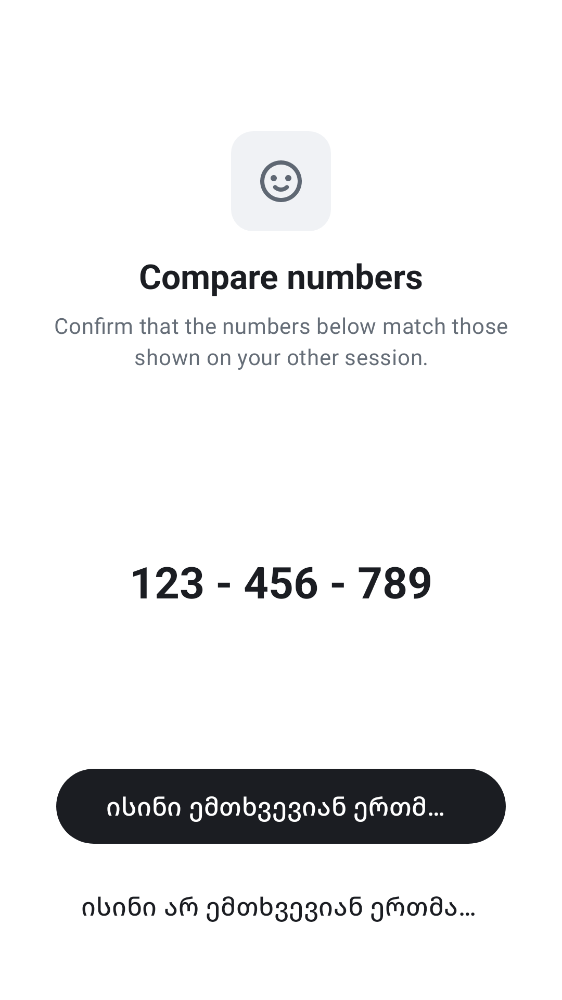 Compare numbers
Confirm that the numbers below match those
shown on your other session.
123 - 456 - 789
ისინი ემთხვევიან ერთმ...
ისინი არ ემთხვევიან ერთმა...